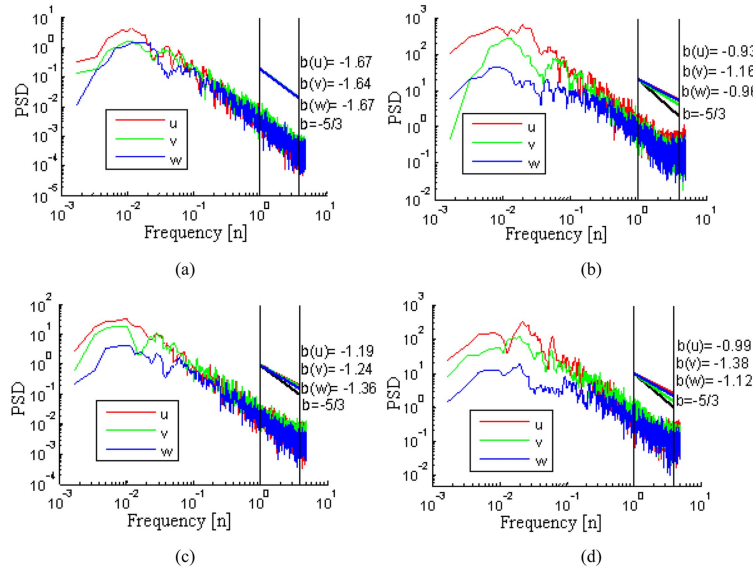 10^1
10^0
10^-1
10^-2
10^-3
10^-4
10^-5
PSD
b(u)= -1.67
b(v)= -1.64
b(w)= -1.67
b=-5/3
u
v
w
10^-3 10^-2 10^-1 10^0 10^1
Frequency [n]
(a)
10^3
10^2
10^1
10^0
10^-1
10^-2
PSD
b(u)= -0.93
b(v)= -1.16
b(w)= -0.96
b=-5/3
u
v
w
10^-3 10^-2 10^-1 10^0 10^1
Frequency [n]
(b)
10^2
10^1
10^0
10^-1
10^-2
10^-3
10^-4
PSD
b(u)= -1.19
b(v)= -1.24
b(w)= -1.36
b=-5/3
u
v
w
10^-3 10^-2 10^-1 10^0 10^1
Frequency [n]
(c)
10^3
10^2
10^1
10^0
10^-1
10^-2
PSD
b(u)= -0.99
b(v)= -1.38
b(w)= -1.12
b=-5/3
u
v
w
10^-3 10^-2 10^-1 10^0 10^1
Frequency [n]
(d)